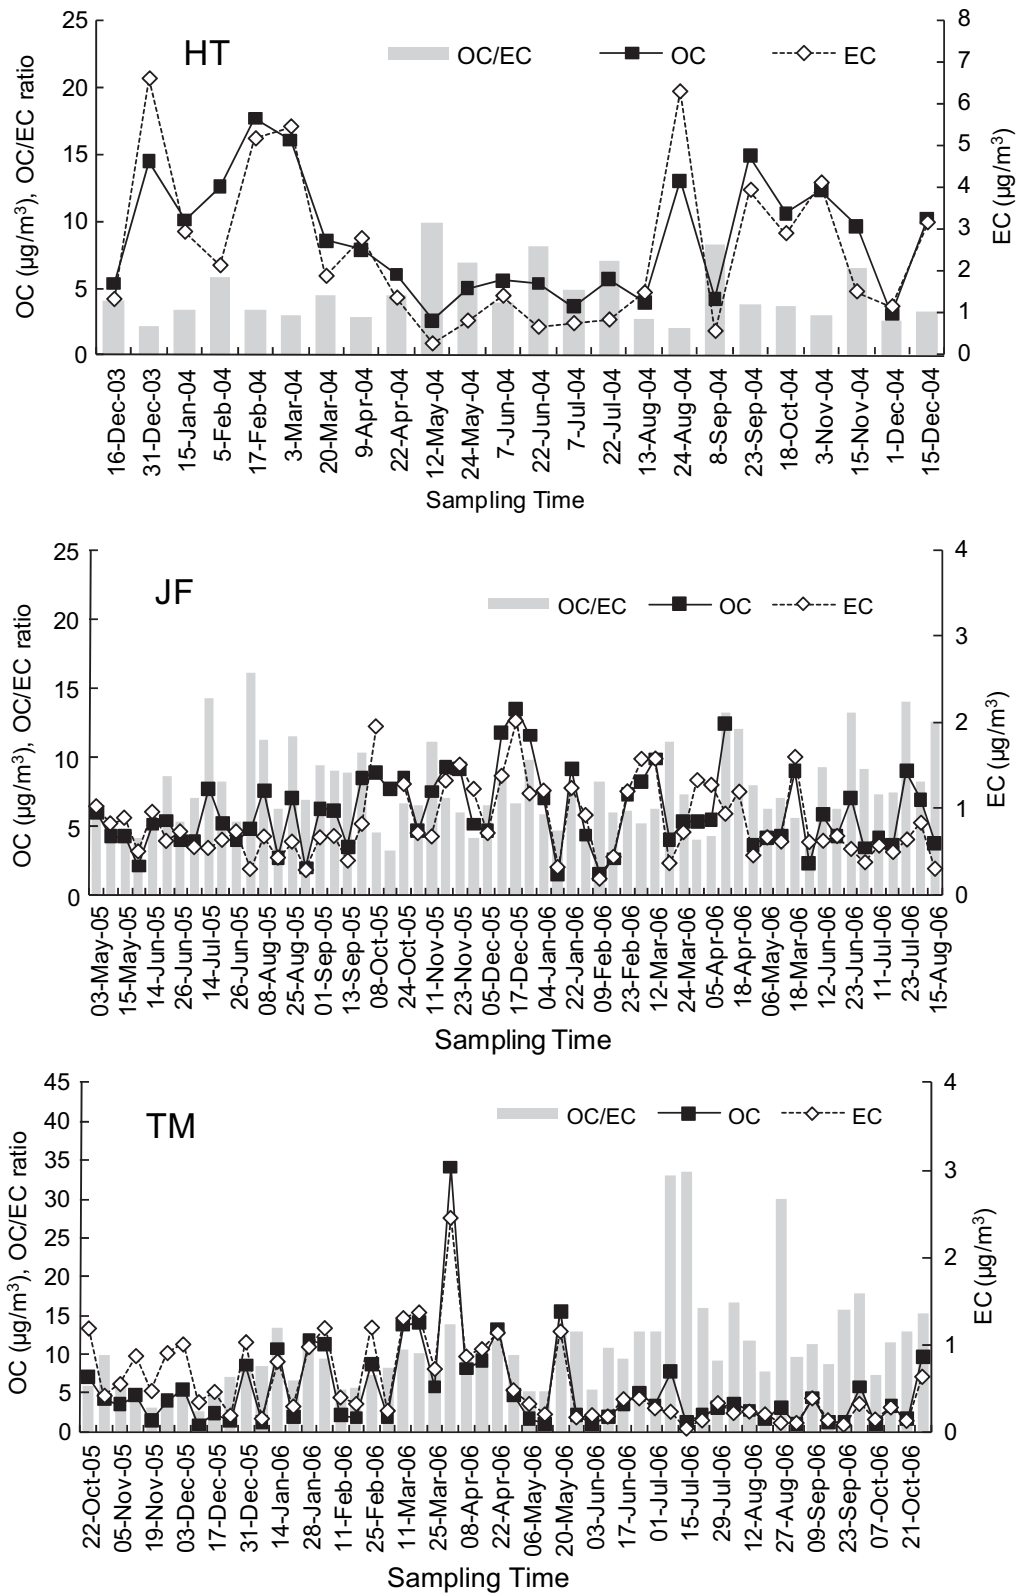 HT
OC/EC
OC
EC
25
20
15
10
5
0
OC (µg/m³), OC/EC ratio
8
7
6
5
4
3
2
1
0
EC (µg/m³)
16-Dec-03
31-Dec-03
15-Jan-04
5-Feb-04
17-Feb-04
3-Mar-04
20-Mar-04
9-Apr-04
22-Apr-04
12-May-04
24-May-04
7-Jun-04
22-Jun-04
7-Jul-04
22-Jul-04
13-Aug-04
24-Aug-04
8-Sep-04
23-Sep-04
18-Oct-04
3-Nov-04
15-Nov-04
1-Dec-04
15-Dec-04
Sampling Time
JF
OC/EC
OC
EC
25
20
15
10
5
0
OC (µg/m³), OC/EC ratio
4
3
2
1
0
EC (µg/m³)
03-May-05
15-May-05
14-Jun-05
26-Jun-05
14-Jul-05
26-Jun-05
08-Aug-05
25-Aug-05
01-Sep-05
13-Sep-05
08-Oct-05
24-Oct-05
11-Nov-05
23-Nov-05
05-Dec-05
17-Dec-05
04-Jan-06
22-Jan-06
09-Feb-06
23-Feb-06
12-Mar-06
24-Mar-06
05-Apr-06
18-Apr-06
06-May-06
18-Mar-06
12-Jun-06
23-Jun-06
11-Jul-06
23-Jul-06
15-Aug-06
Sampling Time
TM
OC/EC
OC
EC
45
40
35
30
25
20
15
10
5
0
OC (µg/m³), OC/EC ratio
4
3
2
1
0
EC (µg/m³)
22-Oct-05
05-Nov-05
19-Nov-05
03-Dec-05
17-Dec-05
31-Dec-05
14-Jan-06
28-Jan-06
11-Feb-06
25-Feb-06
11-Mar-06
25-Mar-06
08-Apr-06
22-Apr-06
06-May-06
20-May-06
03-Jun-06
17-Jun-06
01-Jul-06
15-Jul-06
29-Jul-06
12-Aug-06
27-Aug-06
09-Sep-06
23-Sep-06
07-Oct-06
21-Oct-06
Sampling Time